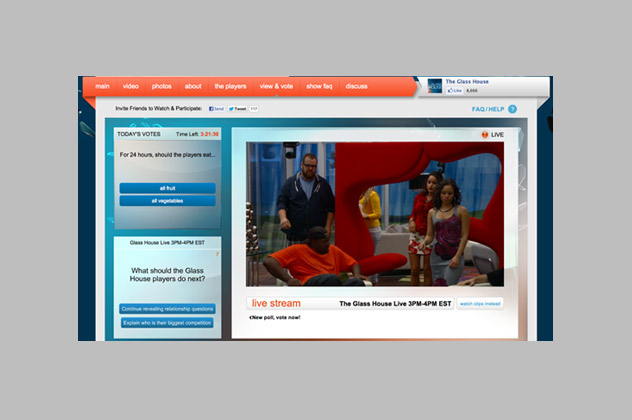 main video photos about the players view & vote show faq discuss
The Glass House
Like
Invite Friends to Watch & Participate: Send Tweet
FAQ / HELP ?
TODAY'S VOTES Time Left: 3:21:38
For 24 hours, should the players eat...
all fruit
all vegetables
Glass House Live 3PM-4PM EST
?
What should the Glass
House players do next?
Continue revealing relationship questions
Explain who is their biggest competition
LIVE
live stream The Glass House Live 3PM-4PM EST watch clips instead
New poll, vote now!